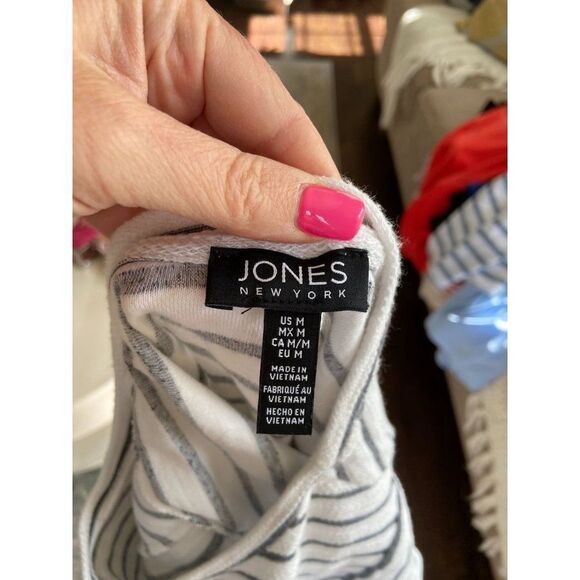 JONES
NEW YORK
US M
MX M
CA M/M
EU M
MADE IN
VIETNAM
FABRIQUÉ AU
VIETNAM
HECHO EN
VIETNAM